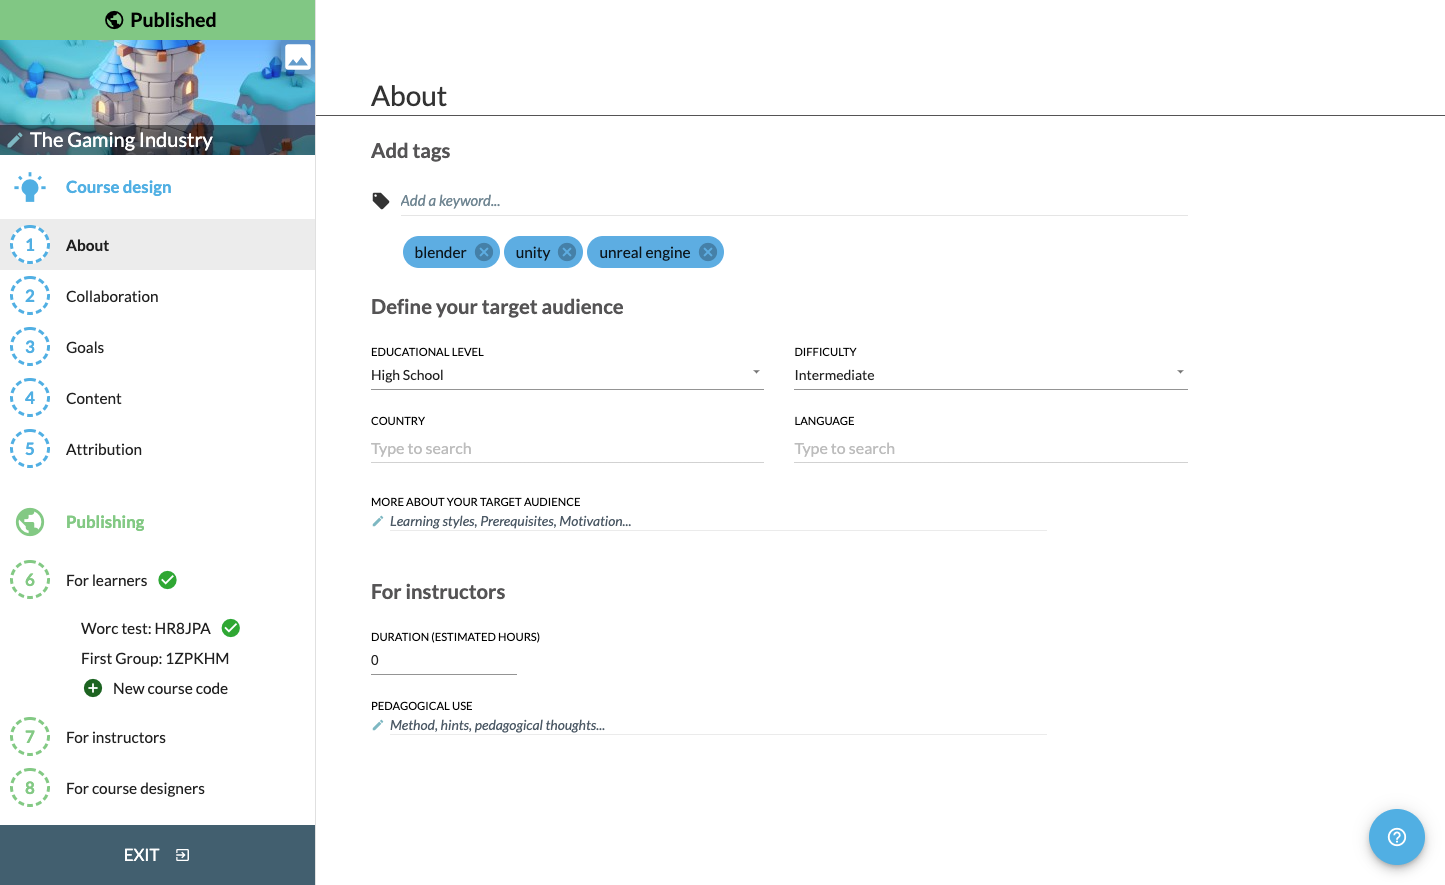 Published
The Gaming Industry
Course design
1 About
2 Collaboration
3 Goals
4 Content
5 Attribution
Publishing
6 For learners
Worc test: HR8JPA
First Group: 1ZPKHM
New course code
7 For instructors
8 For course designers
EXIT
About
Add tags
Add a keyword...
blender unity unreal engine
Define your target audience
EDUCATIONAL LEVEL DIFFICULTY
High School Intermediate
COUNTRY LANGUAGE
Type to search Type to search
MORE ABOUT YOUR TARGET AUDIENCE
Learning styles, Prerequisites, Motivation...
For instructors
DURATION (ESTIMATED HOURS)
0
PEDAGOGICAL USE
Method, hints, pedagogical thoughts...